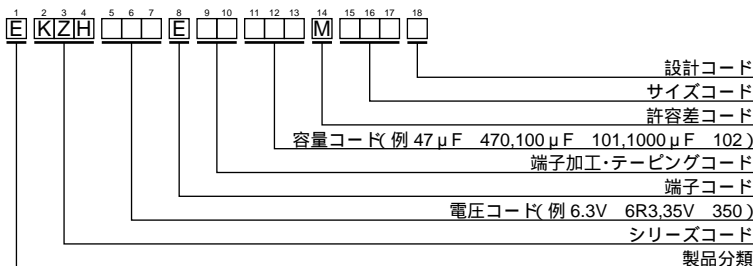 1 2 3 4 5 6 7 8 9 10 11 12 13 14 15 16 17 18
E K Z H E M
設計コード
サイズコード
許容差コード
容量コード( 例 47μF 470,100μF 101,1000μF 102 )
端子加工・テーピングコード
端子コード
電圧コード( 例 6.3V 6R3,35V 350 )
シリーズコード
製品分類